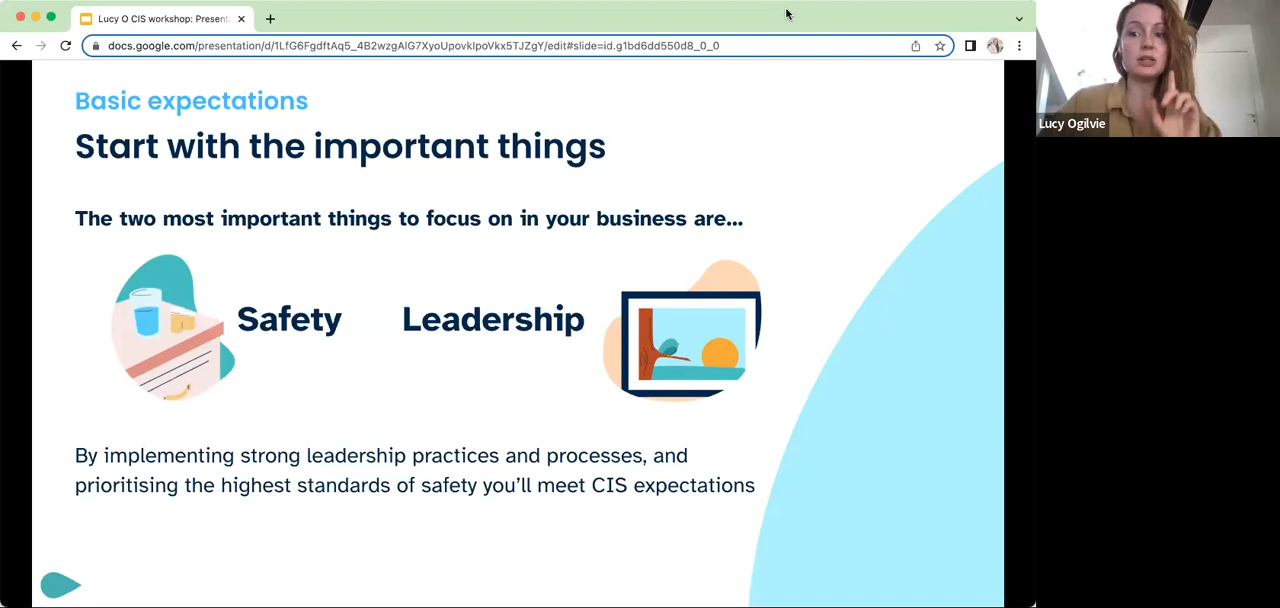 Lucy O CIS workshop: Present
docs.google.com/presentation/d/1LfG6FgdftAq5_4B2wzgAIG7XyoUpovkIpoVkx5TJZgY/edit#slide=id.g1bd6dd550d8_0_0
Lucy Ogilvie
Basic expectations
Start with the important things
The two most important things to focus on in your business are...
Safety
Leadership
By implementing strong leadership practices and processes, and
prioritising the highest standards of safety you’ll meet CIS expectations